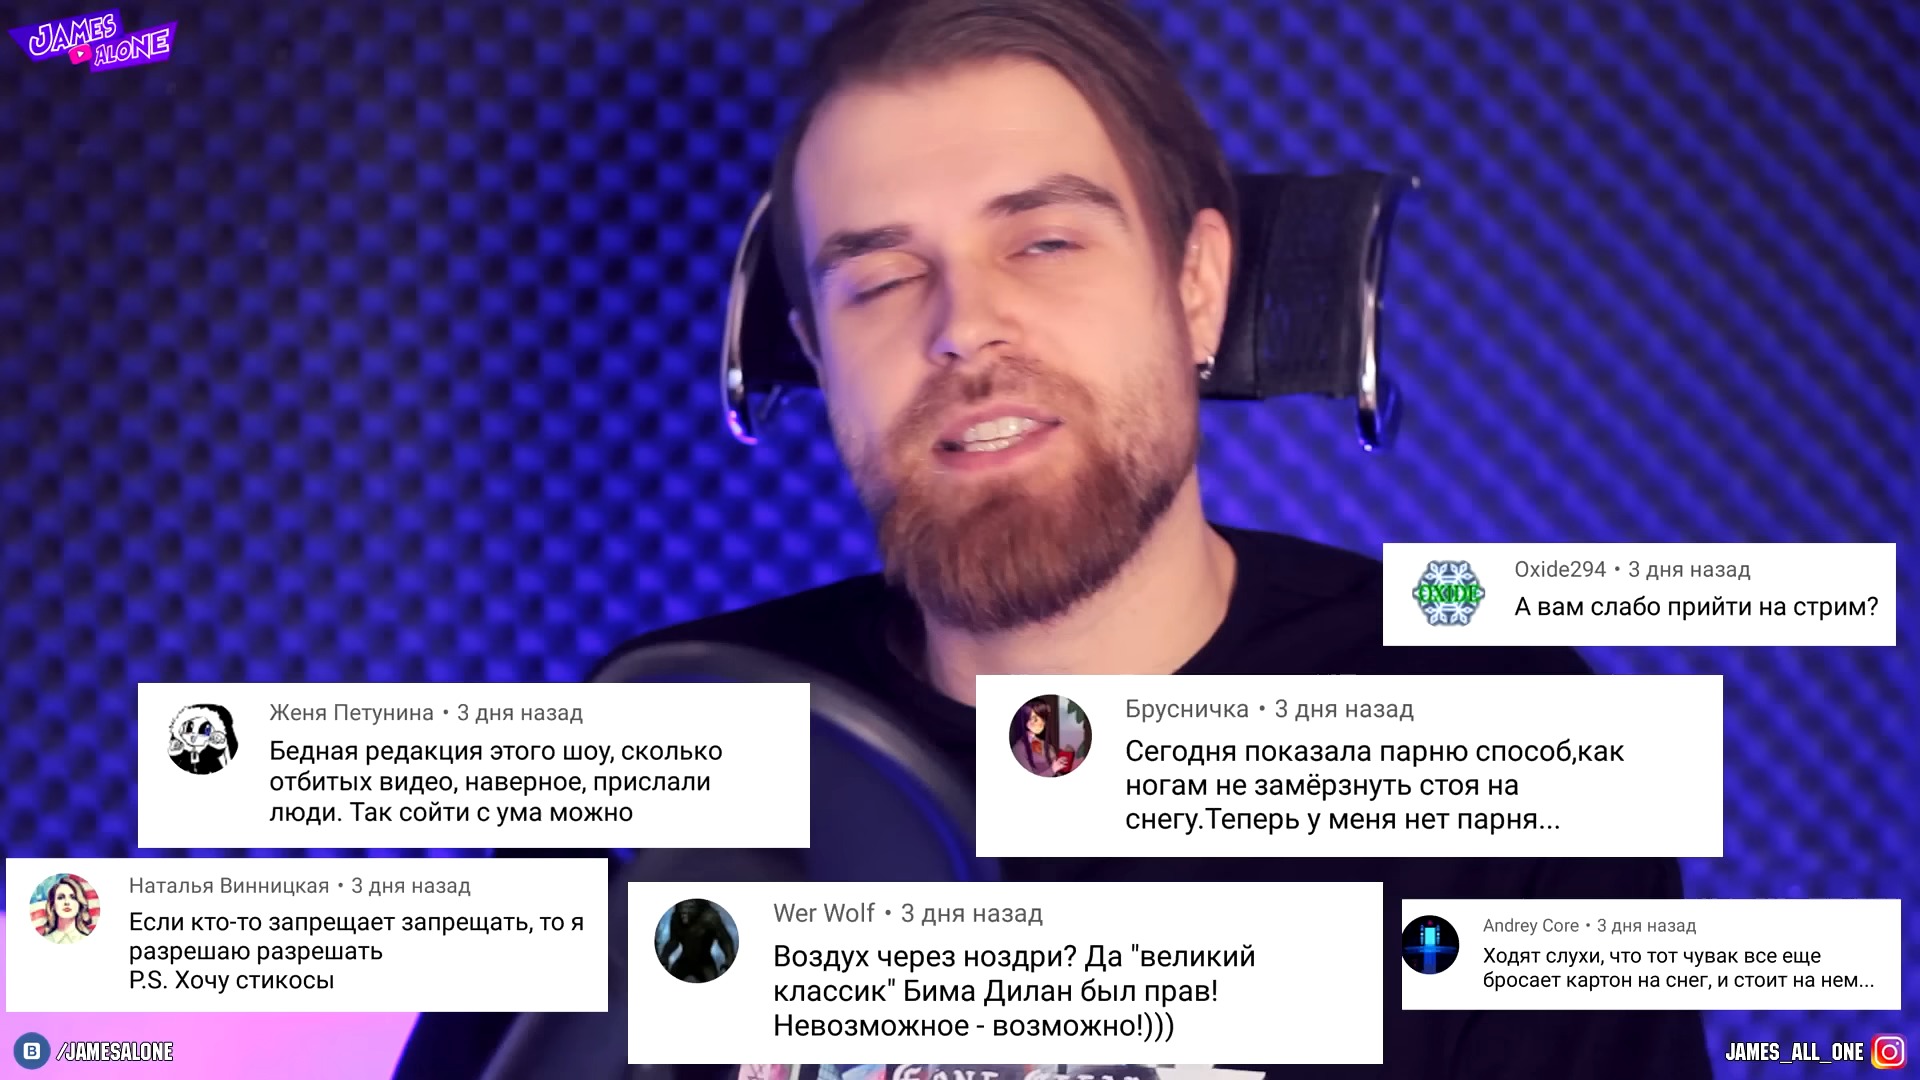 JAMES
ALONE
Oxide294 • 3 дня назад
OXIDE
А вам слабо прийти на стрим?
Женя Петунина • 3 дня назад
Бедная редакция этого шоу, сколько
отбитых видео, наверное, прислали
люди. Так сойти с ума можно
Брусничка • 3 дня назад
Сегодня показала парню способ,как
ногам не замёрзнуть стоя на
снегу.Теперь у меня нет парня...
Наталья Винницкая • 3 дня назад
Если кто-то запрещает запрещать, то я
разрешаю разрешать
P.S. Хочу стикосы
Wer Wolf • 3 дня назад
Воздух через ноздри? Да "великий
классик" Бима Дилан был прав!
Невозможное - возможно!)))
Andrey Core • 3 дня назад
Ходят слухи, что тот чувак все еще
бросает картон на снег, и стоит на нем...
B /JAMESALONE
JAMES_ALL_ONE